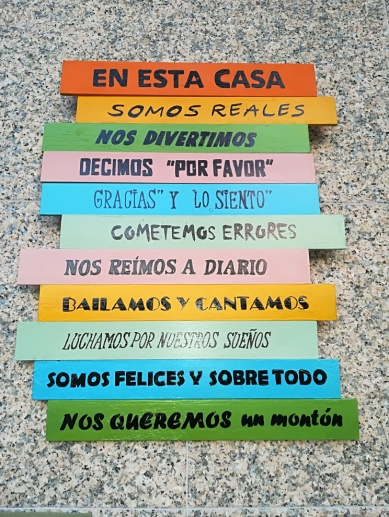 EN ESTA CASA
SOMOS REALES
NOS DIVERTIMOS
DECIMOS "POR FAVOR"
GRACIAS" Y LO SIENTO"
COMETEMOS ERRORES
NOS REÍMOS A DIARIO
BAILAMOS Y CANTAMOS
LUCHAMOS POR NUESTROS SUEÑOS
SOMOS FELICES Y SOBRE TODO
NOS QUEREMOS un montón